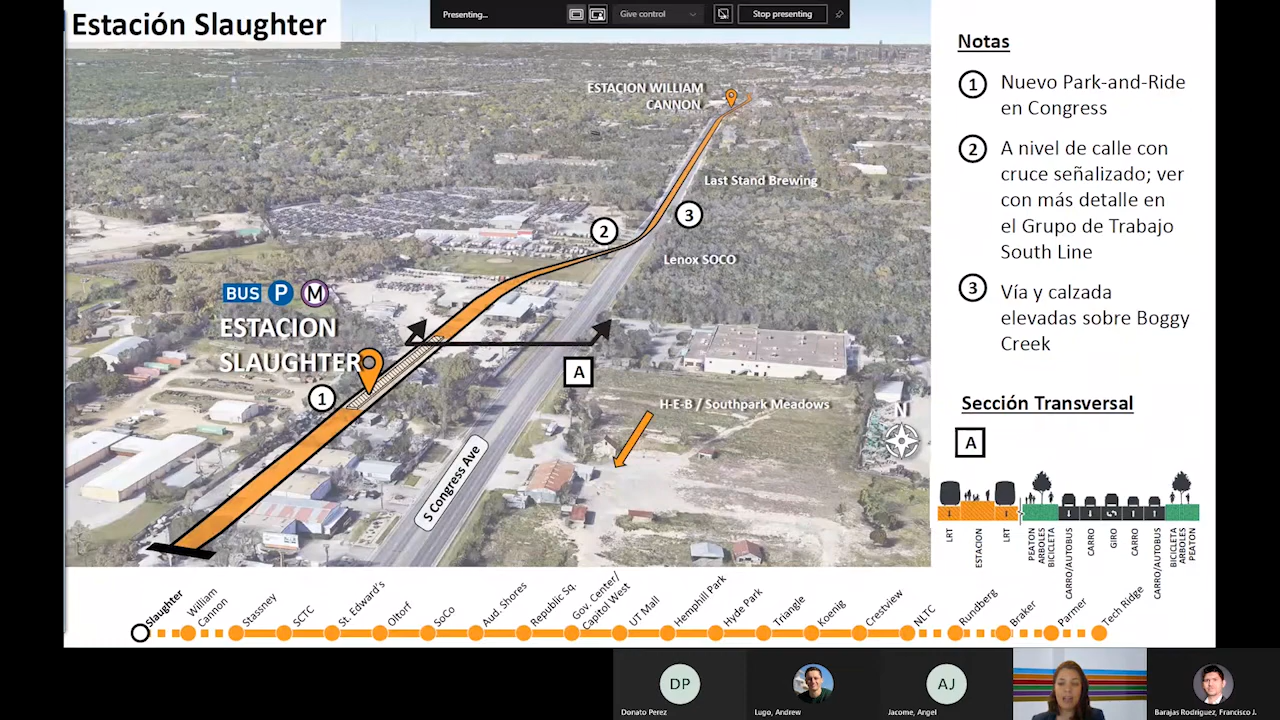 Estación Slaughter
Presenting...
Give control
Stop presenting
ESTACION WILLIAM
CANNON
Last Stand Brewing
3
2
Lenox SOCO
BUS P M
ESTACION
SLAUGHTER
1
A
H-E-B / Southpark Meadows
N
S Congress Ave
Notas
1 Nuevo Park-and-Ride
en Congress
2 A nivel de calle con
cruce señalizado; ver
con más detalle en
el Grupo de Trabajo
South Line
3 Vía y calzada
elevadas sobre Boggy
Creek
Sección Transversal
A
LRT
ESTACION
LRT
PEATON
ARBOLES
BICICLETA
CARRO/AUTOBUS
CARRO
GIRO
CARRO
CARRO/AUTOBUS
BICICLETA
ARBOLES
PEATON
Slaughter
William
Cannon
Stassney
SCTC
St. Edward's
Oltorf
SoCo
Aud. Shores
Republic Sq.
Gov. Center/
Capitol West
UT Mall
Hemphill Park
Hyde Park
Triangle
Koenig
Crestview
NLTC
Rundberg
Braker
Parmer
Tech Ridge
DP
Donato Perez
Lugo, Andrew
AJ
Jacome, Angel
Barajas Rodriguez, Francisco J.